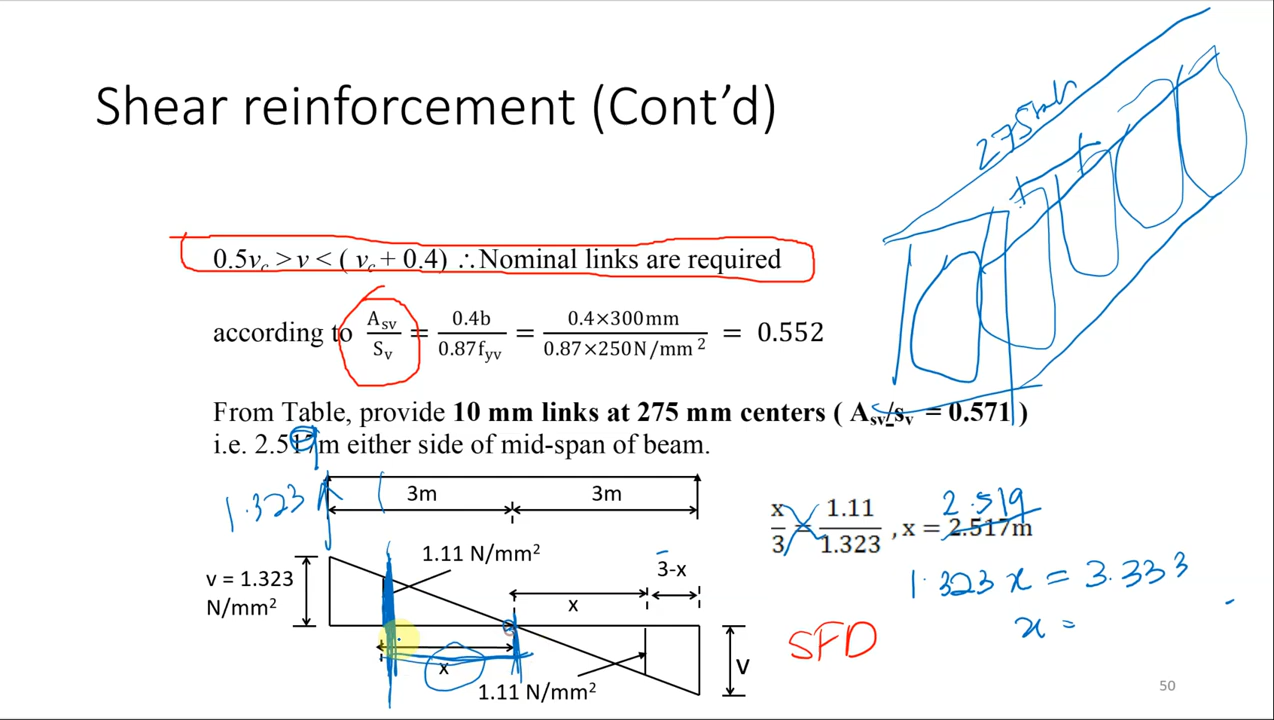 Shear reinforcement (Cont’d)
275mm
0.5vc > v < ( vc + 0.4) ∴Nominal links are required
according to Asv/Sv = 0.4b/0.87fyv = 0.4×300mm/0.87×250N/mm² = 0.552
From Table, provide 10 mm links at 275 mm centers ( Asv/sv = 0.571 )
i.e. 2.519m either side of mid-span of beam.
1.323
3m 3m
x/3 = 1.11/1.323 , x = 2.517m
2.519
1.11 N/mm²
v = 1.323
N/mm²
3-x
x
1.323 x = 3.333
x =
SFD
x
V
1.11 N/mm²
50